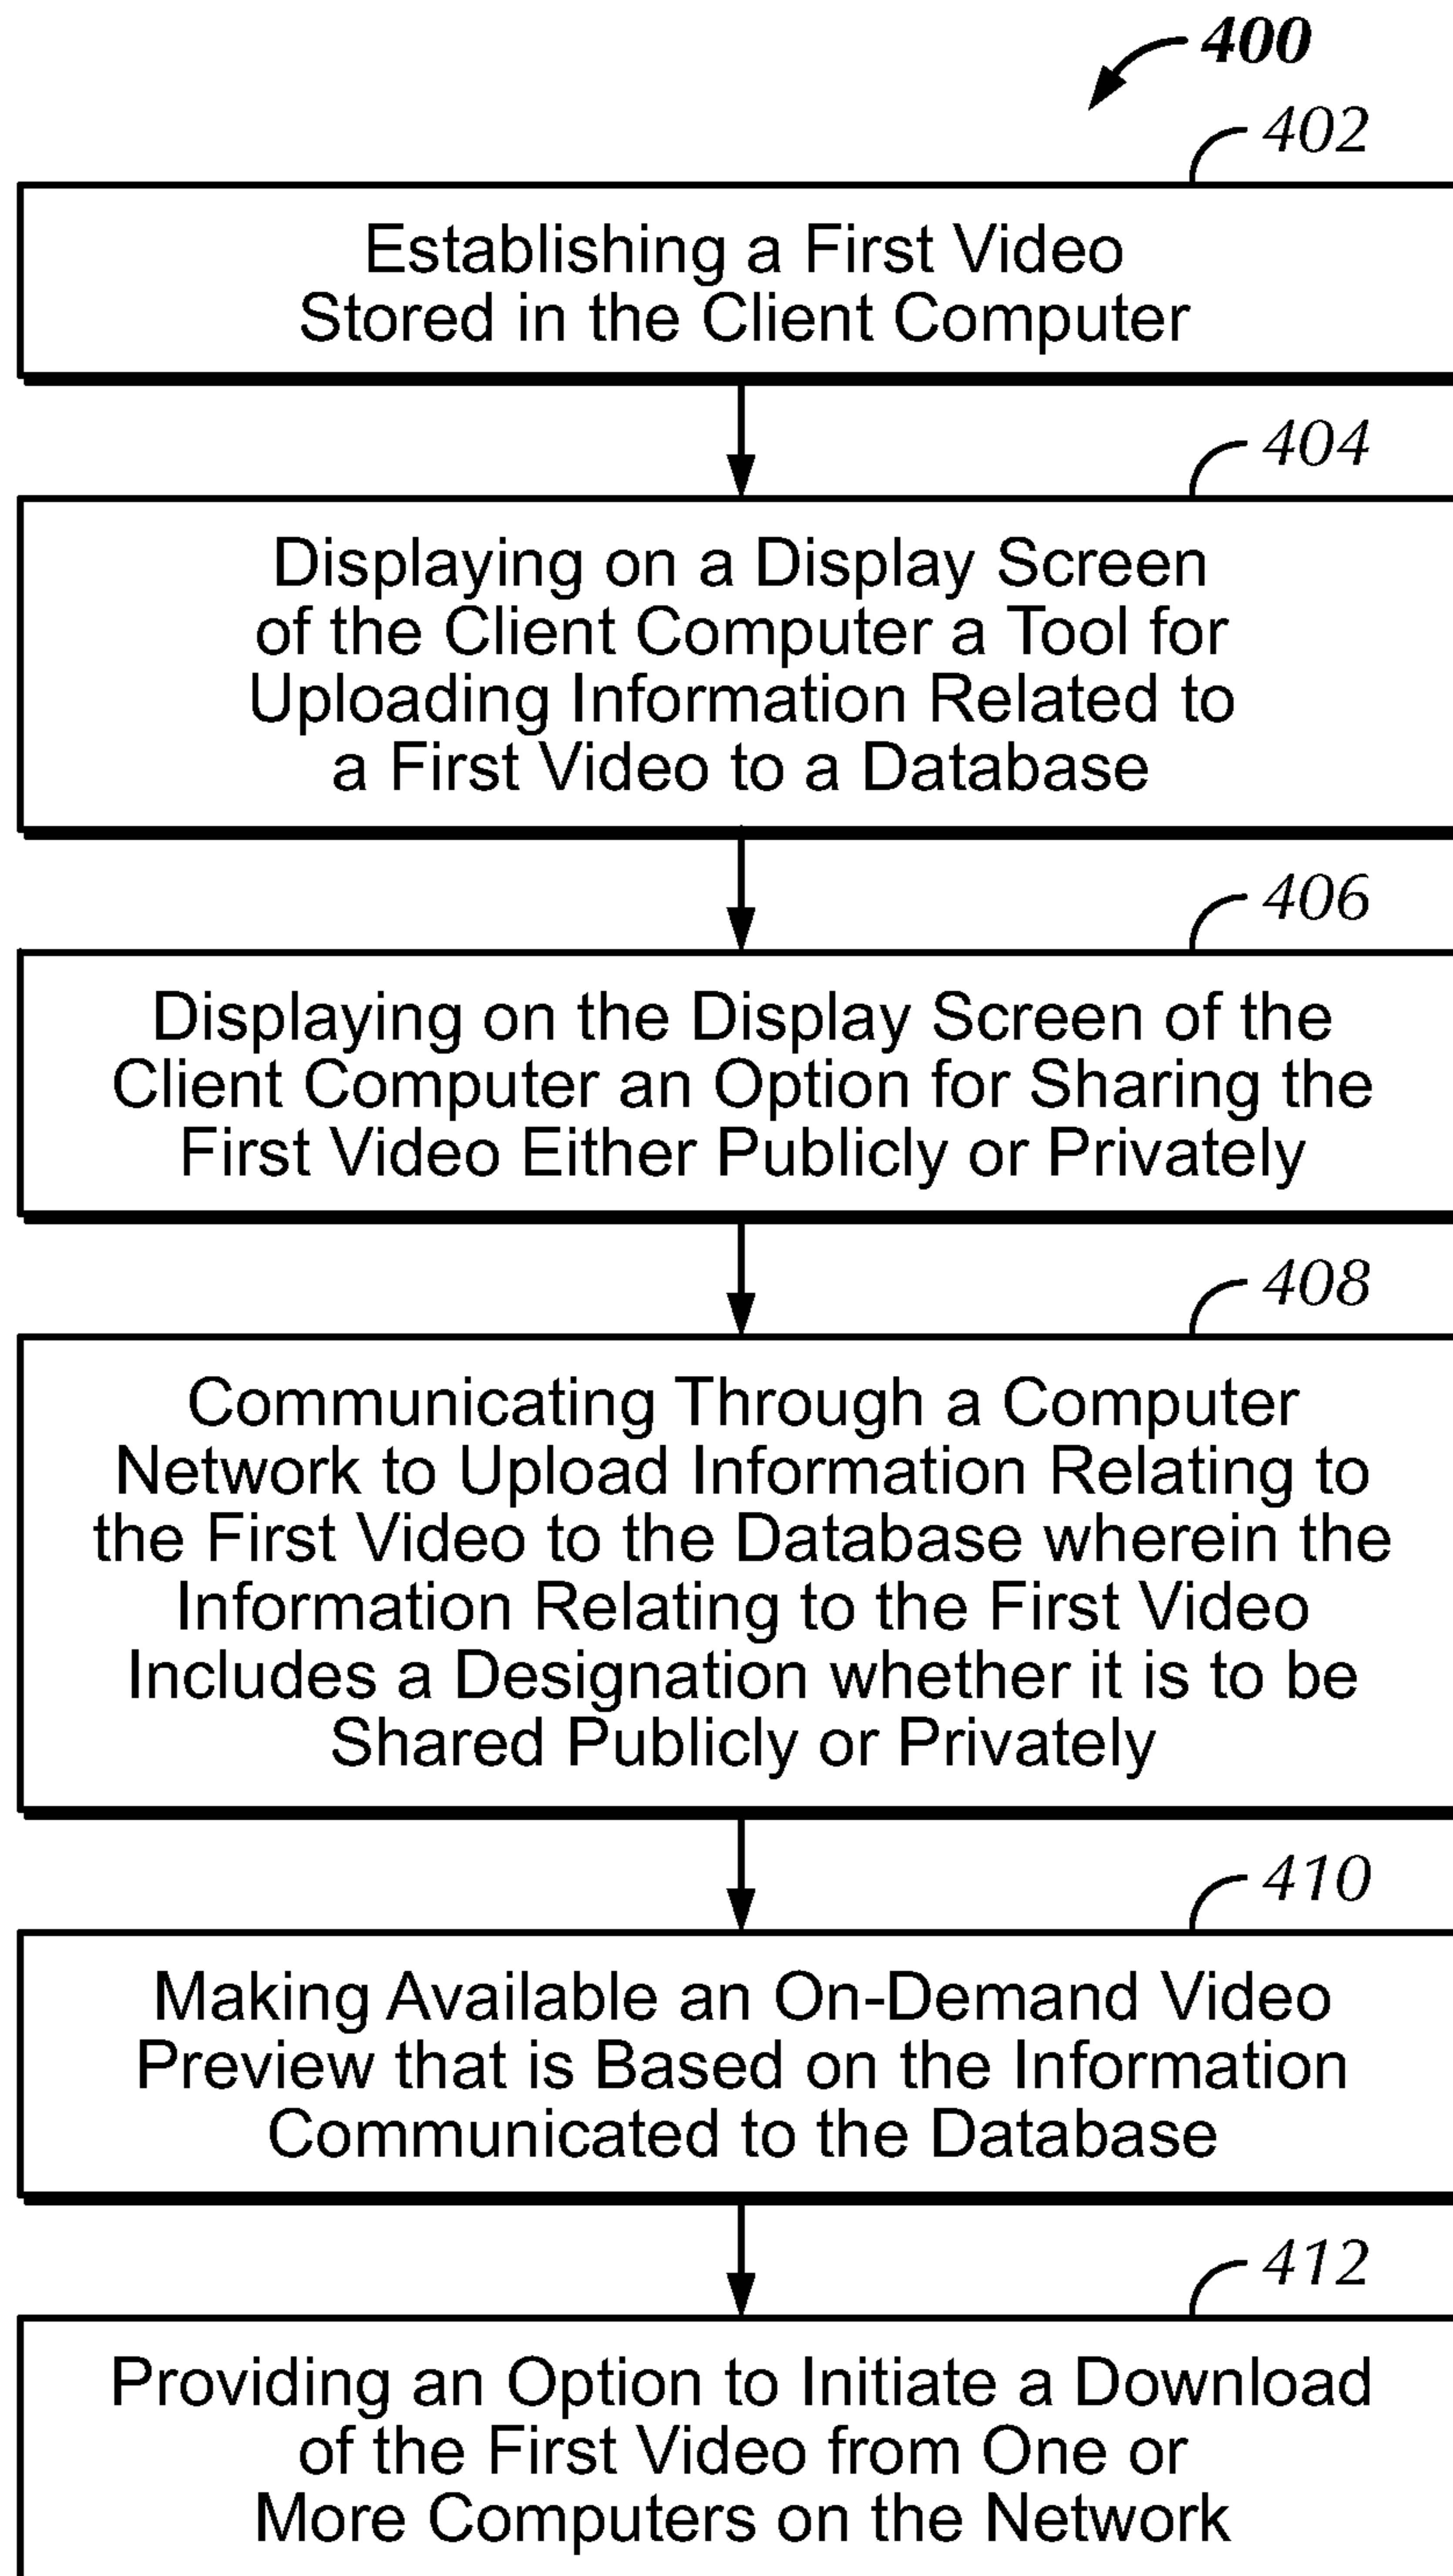 400
402
Establishing a First Video
Stored in the Client Computer
404
Displaying on a Display Screen
of the Client Computer a Tool for
Uploading Information Related to
a First Video to a Database
406
Displaying on the Display Screen of the
Client Computer an Option for Sharing the
First Video Either Publicly or Privately
408
Communicating Through a Computer
Network to Upload Information Relating to
the First Video to the Database wherein the
Information Relating to the First Video
Includes a Designation whether it is to be
Shared Publicly or Privately
410
Making Available an On-Demand Video
Preview that is Based on the Information
Communicated to the Database
412
Providing an Option to Initiate a Download
of the First Video from One or
More Computers on the Network